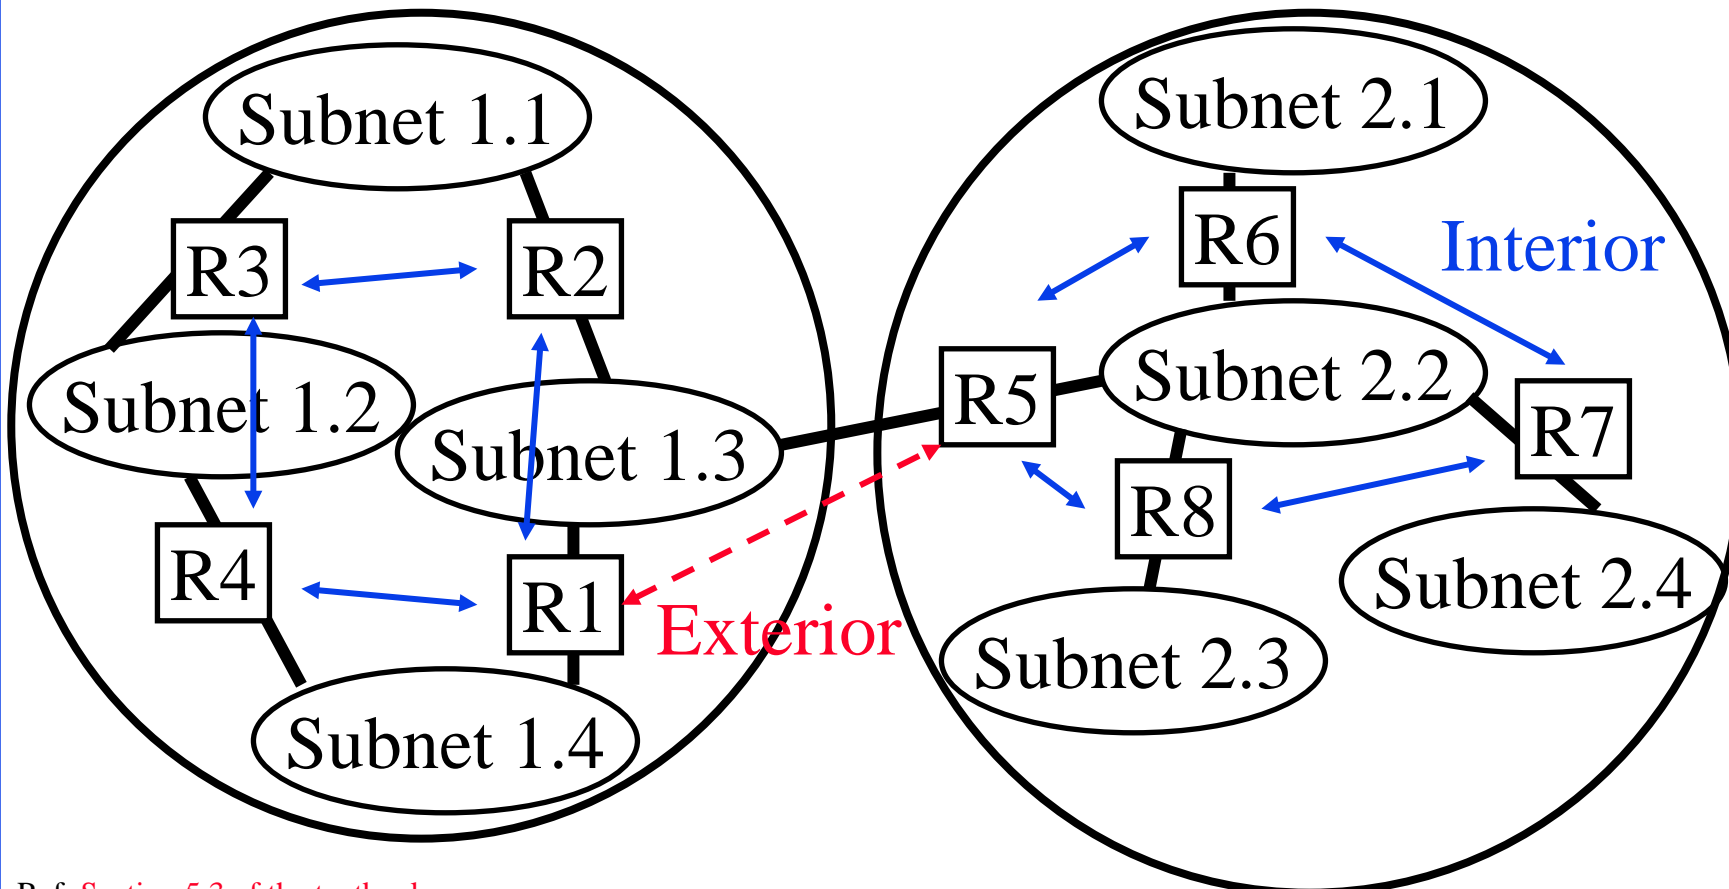 Subnet 1.1
R3
R2
Subnet 1.2
Subnet 1.3
R4
R1
Exterior
Subnet 1.4
Subnet 2.1
R6
Interior
Subnet 2.2
R5
R7
R8
Subnet 2.4
Subnet 2.3